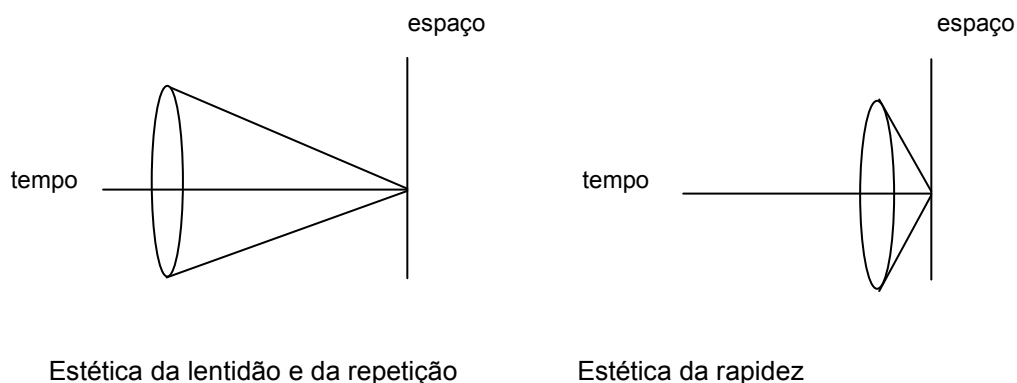 espaço
espaço
tempo
tempo
Estética da lentidão e da repetição
Estética da rapidez